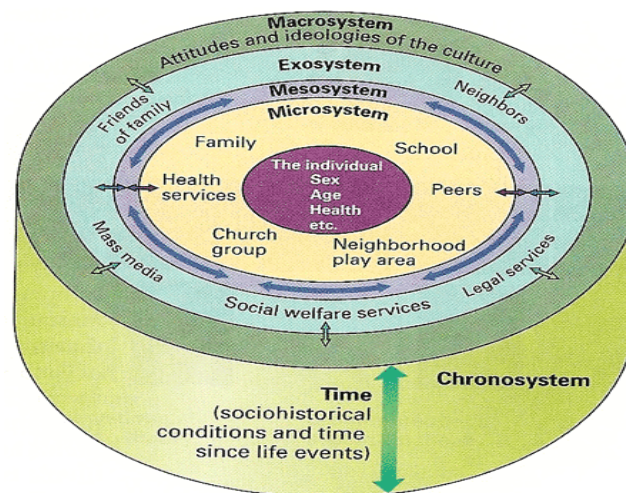 Macrosystem
Attitudes and ideologies of the culture
Exosystem
Mesosystem
Microsystem
Friends
of family
Neighbors
Family
School
The individual
Sex
Age
Health
etc.
Health
services
Peers
Church
group
Neighborhood
play area
Mass media
Legal services
Social welfare services
Time
(sociohistorical
conditions and time
since life events)
Chronosystem